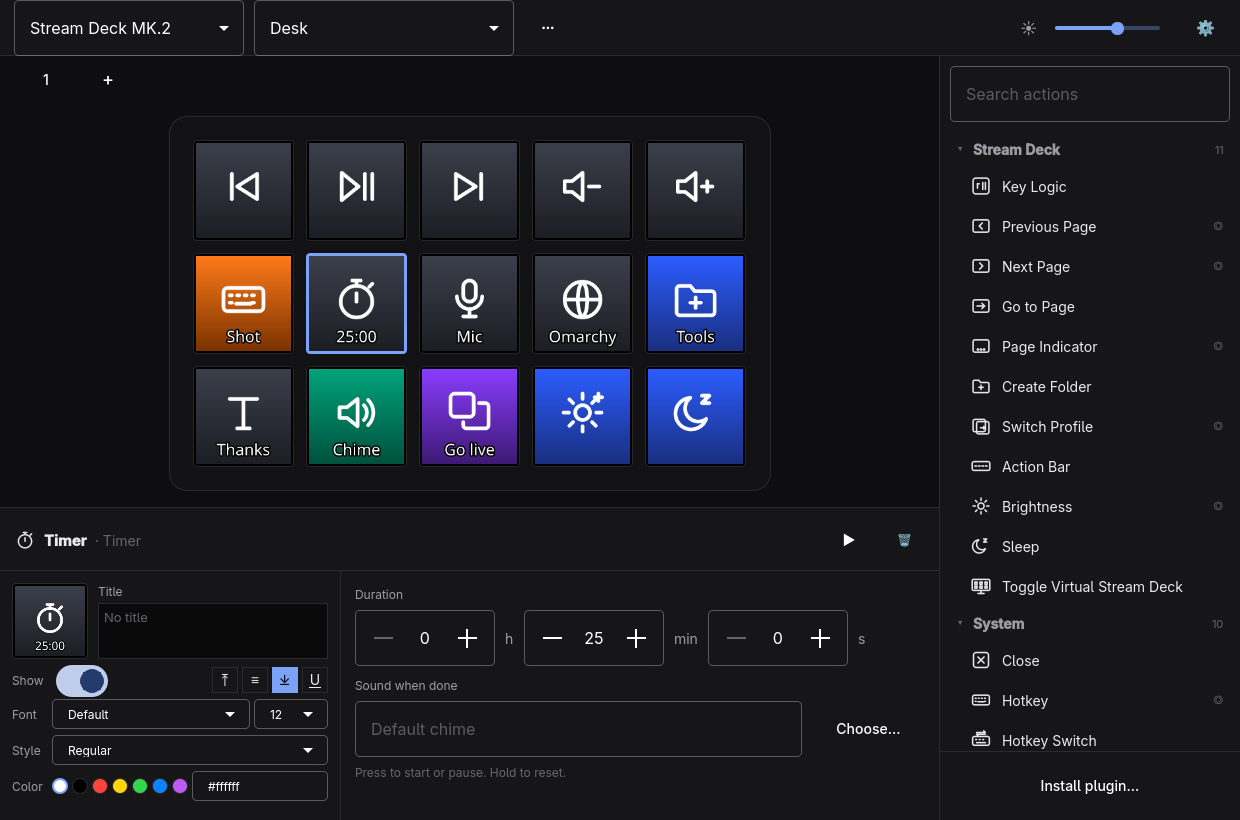 Stream Deck MK.2
Desk
...
1
+
Shot
25:00
Mic
Omarchy
Tools
Thanks
Chime
Go live
Timer · Timer
25:00
Title
No title
Show
U
Font
Default
12
Style
Regular
Color
#ffffff
Duration
0
h
25
min
0
s
Sound when done
Default chime
Choose...
Press to start or pause. Hold to reset.
Search actions
Stream Deck
11
Key Logic
Previous Page
Next Page
Go to Page
Page Indicator
Create Folder
Switch Profile
Action Bar
Brightness
Sleep
Toggle Virtual Stream Deck
System
10
Close
Hotkey
Hotkey Switch
Install plugin...